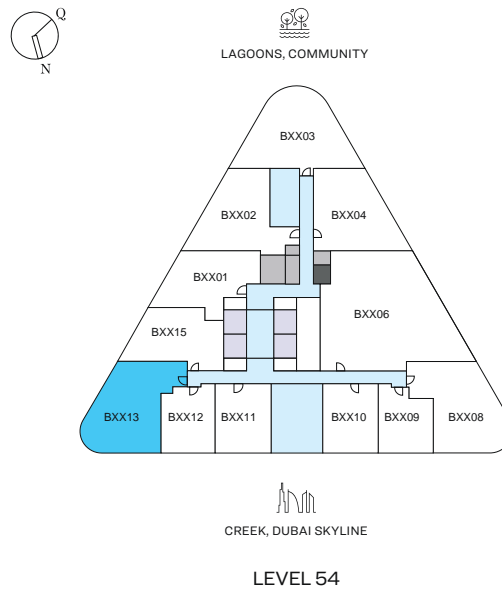 Q
N
LAGOONS, COMMUNITY
BXX03
BXX02
BXX04
BXX01
BXX06
BXX15
BXX13
BXX12
BXX11
BXX10
BXX09
BXX08
CREEK, DUBAI SKYLINE
LEVEL 54